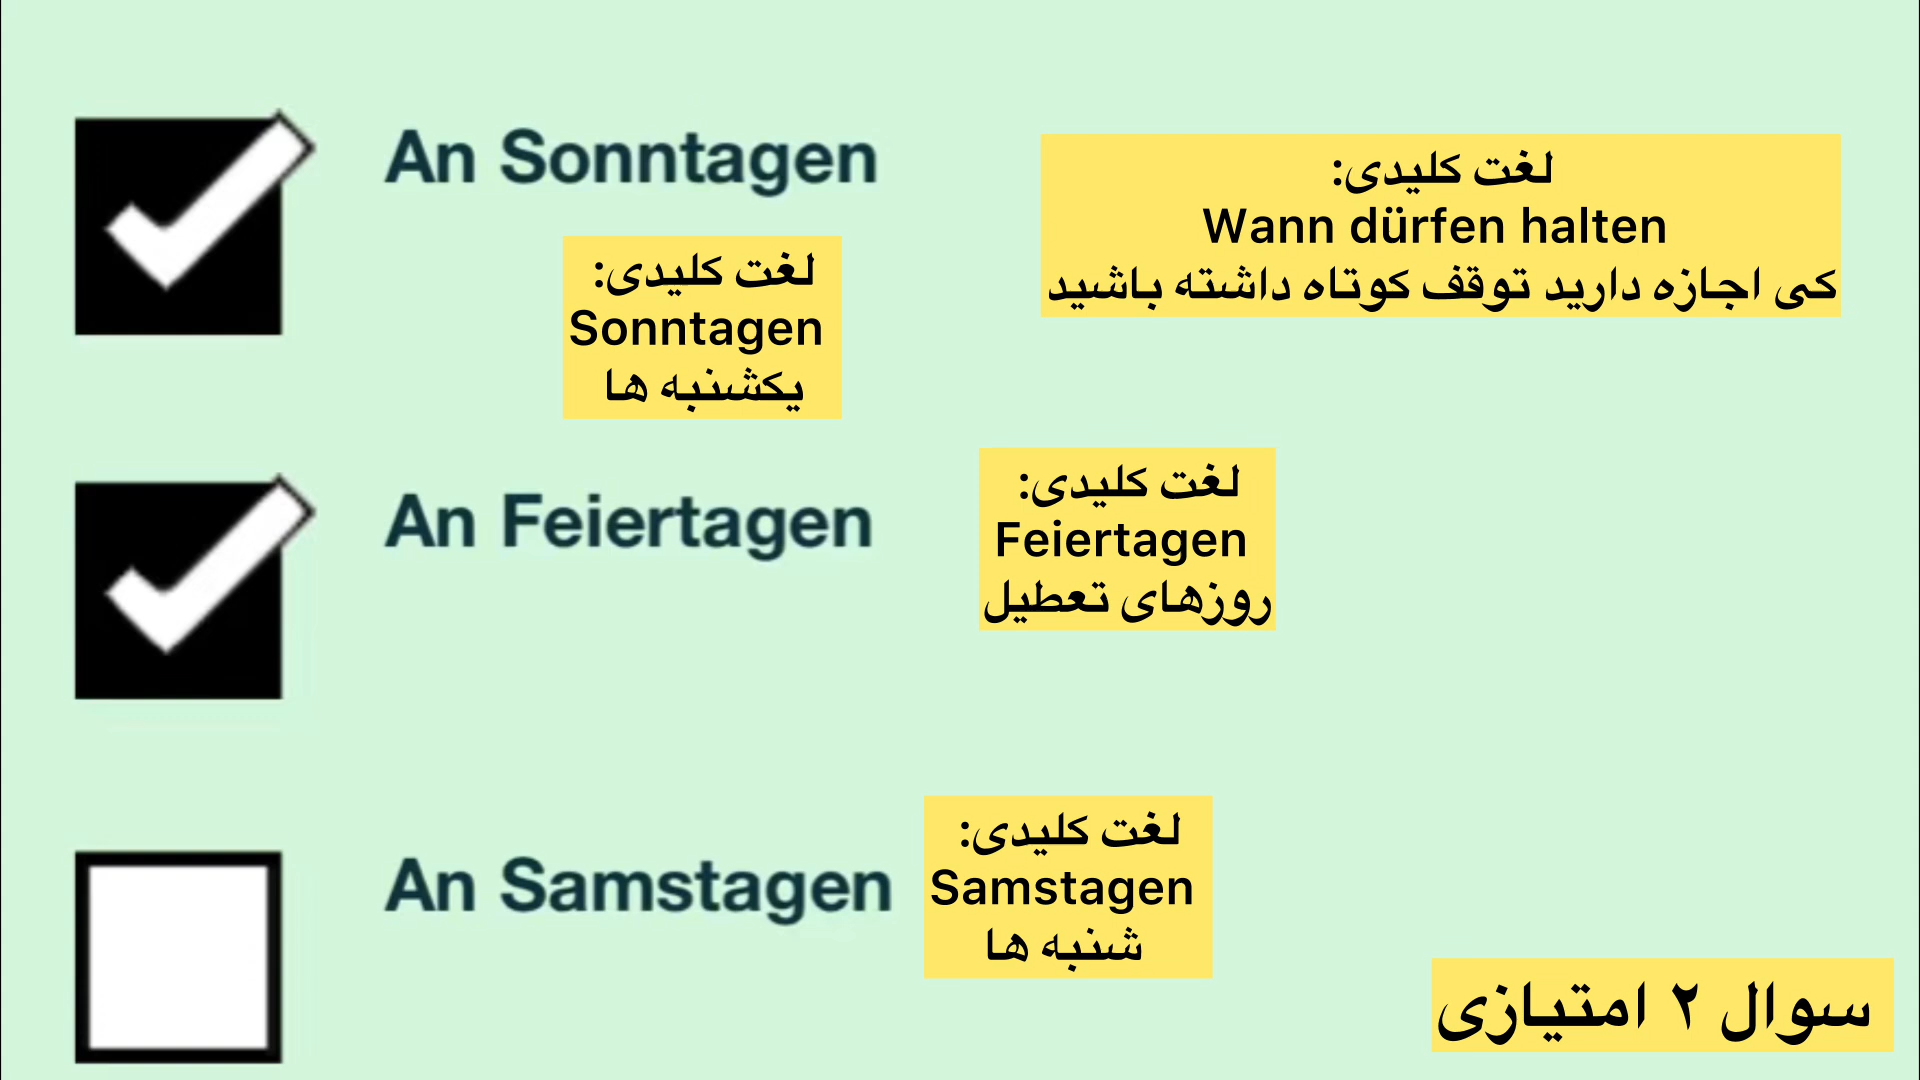 An Sonntagen
لغت کلیدی:
Wann dürfen halten
کی اجازه دارید توقف کوتاه داشته باشید
لغت کلیدی:
Sonntagen
یکشنبه ها
An Feiertagen
لغت کلیدی:
Feiertagen
روزهای تعطیل
An Samstagen
لغت کلیدی:
Samstagen
شنبه ها
سوال ۲ امتیازی